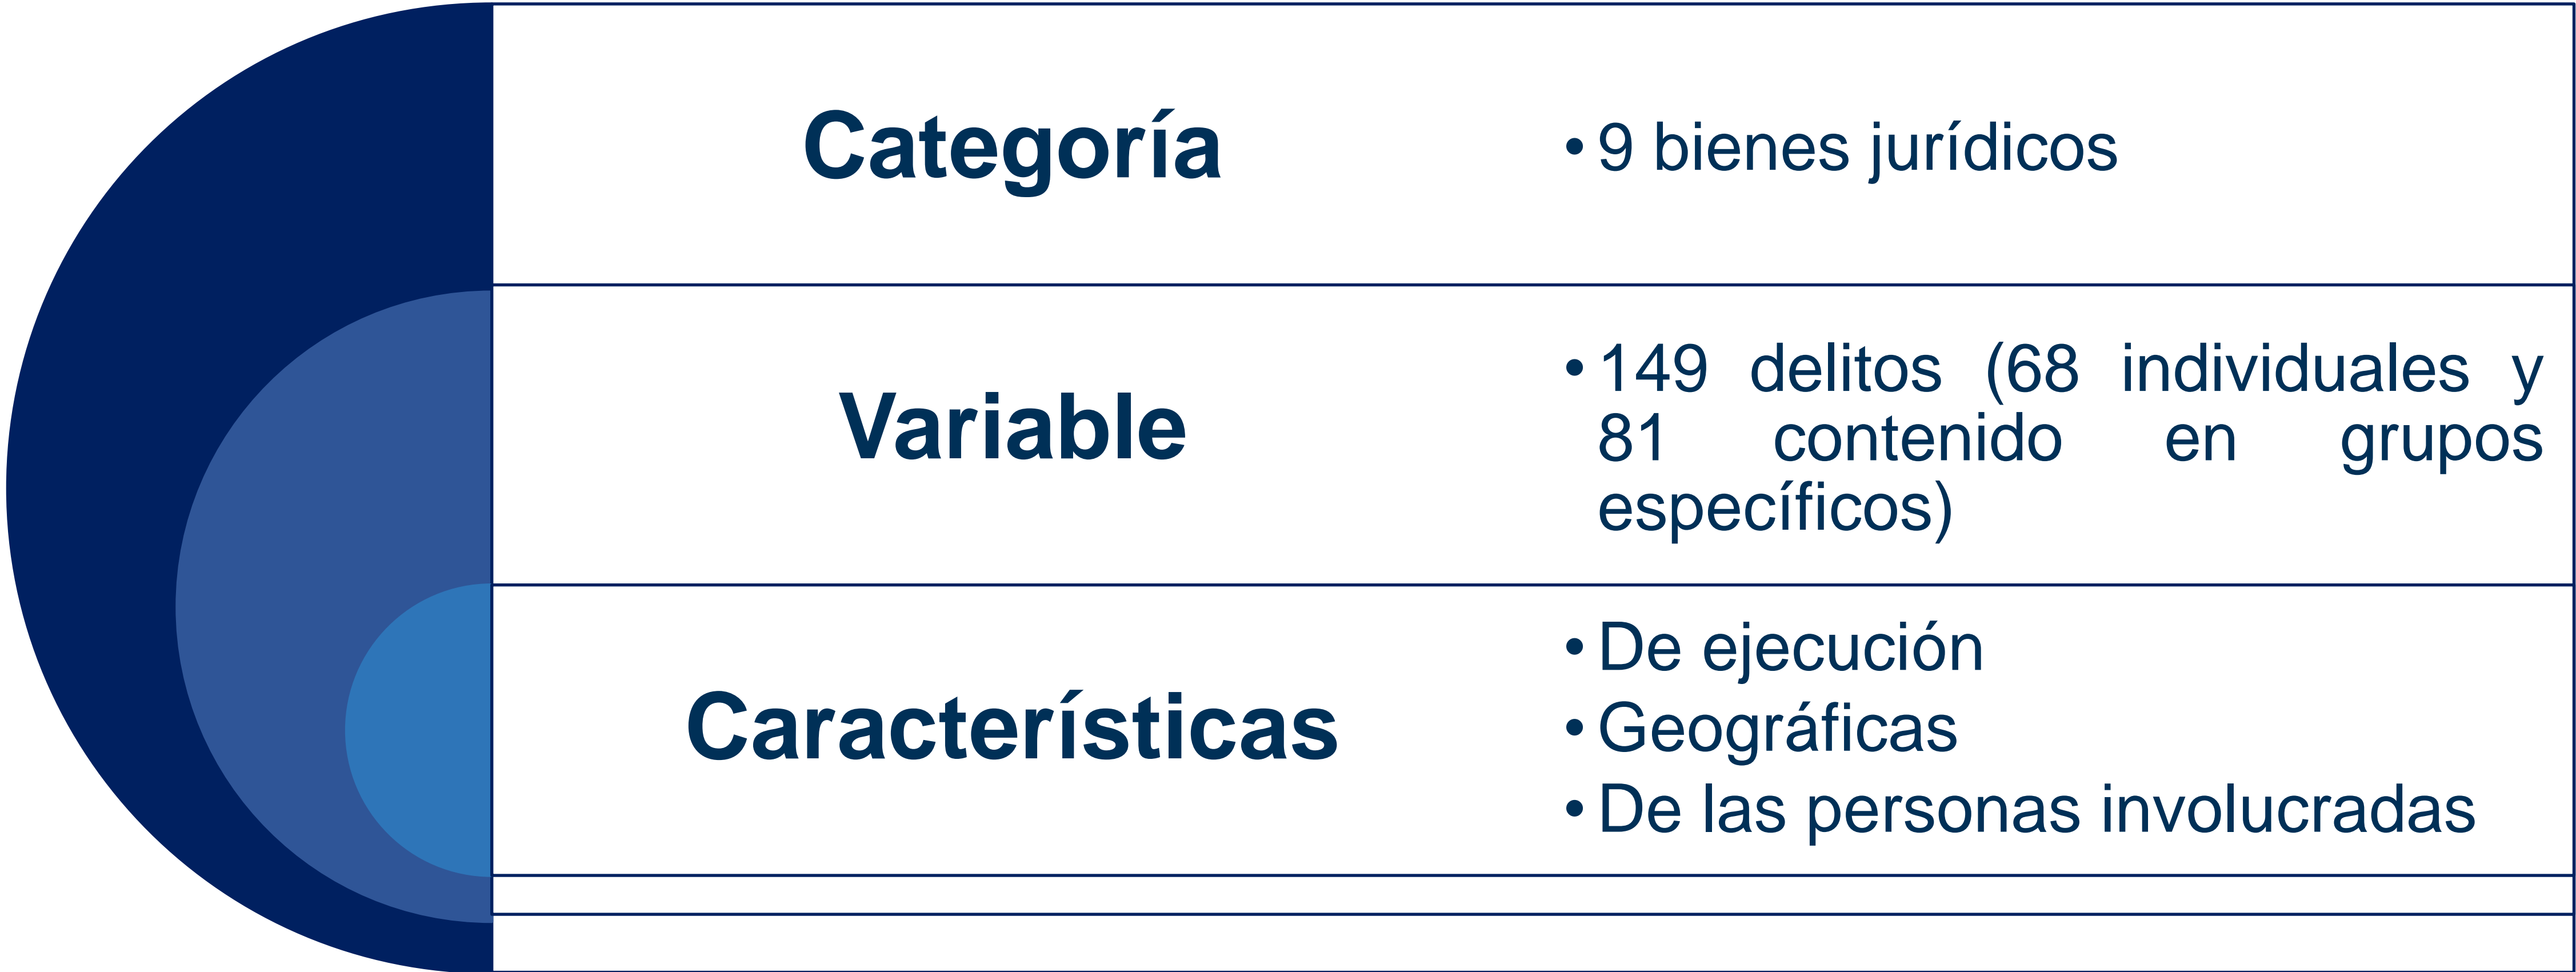 Categoría
• 9 bienes jurídicos
Variable
• 149 delitos (68 individuales y
81 contenido en grupos
específicos)
Características
• De ejecución
• Geográficas
• De las personas involucradas